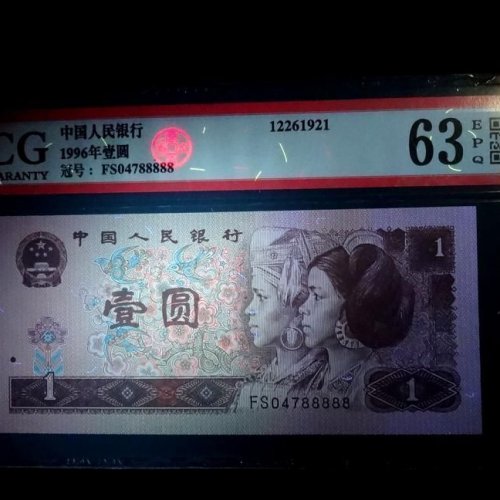 CG
ARANTY
中国人民银行
1996年壹圆
冠号：FS04788888
12261921
63
EPQ
中国人民银行
1
壹圆
1
1
FS04788888